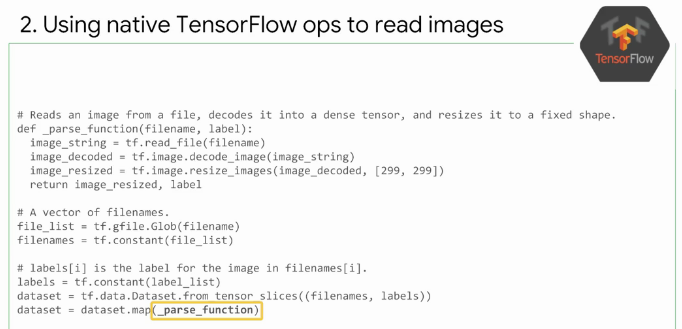 2. Using native TensorFlow ops to read images
TensorFlow
# Reads an image from a file, decodes it into a dense tensor, and resizes it to a fixed shape.
def _parse_function(filename, label):
  image_string = tf.read_file(filename)
  image_decoded = tf.image.decode_image(image_string)
  image_resized = tf.image.resize_images(image_decoded, [299, 299])
  return image_resized, label
# A vector of filenames.
file_list = tf.gfile.Glob(filename)
filenames = tf.constant(file_list)
# labels[i] is the label for the image in filenames[i].
labels = tf.constant(label_list)
dataset = tf.data.Dataset.from_tensor_slices((filenames, labels))
dataset = dataset.map(_parse_function)